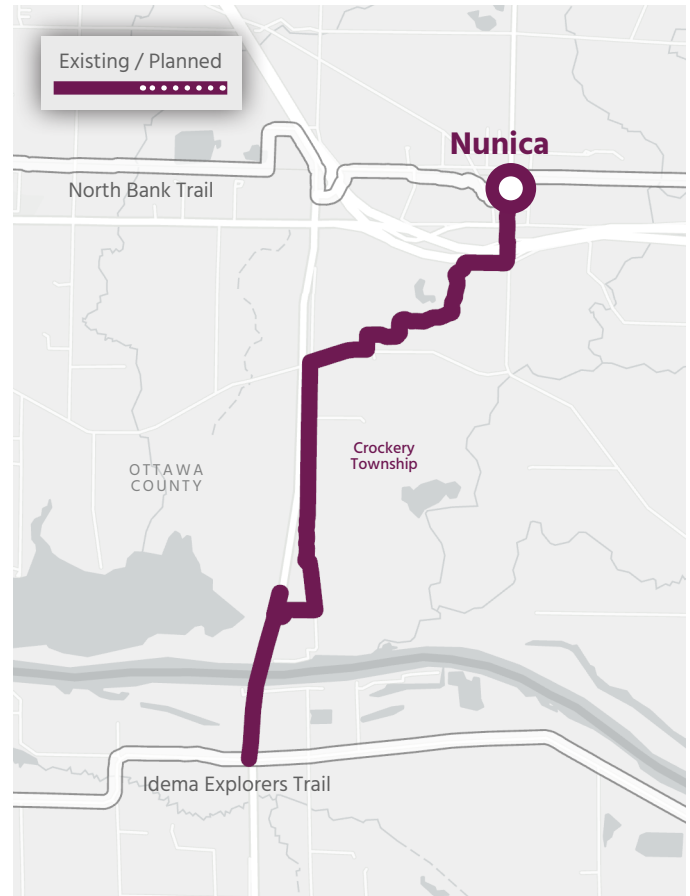 Existing / Planned
Nunica
North Bank Trail
Crockery
Township
OTTAWA
COUNTY
Idema Explorers Trail